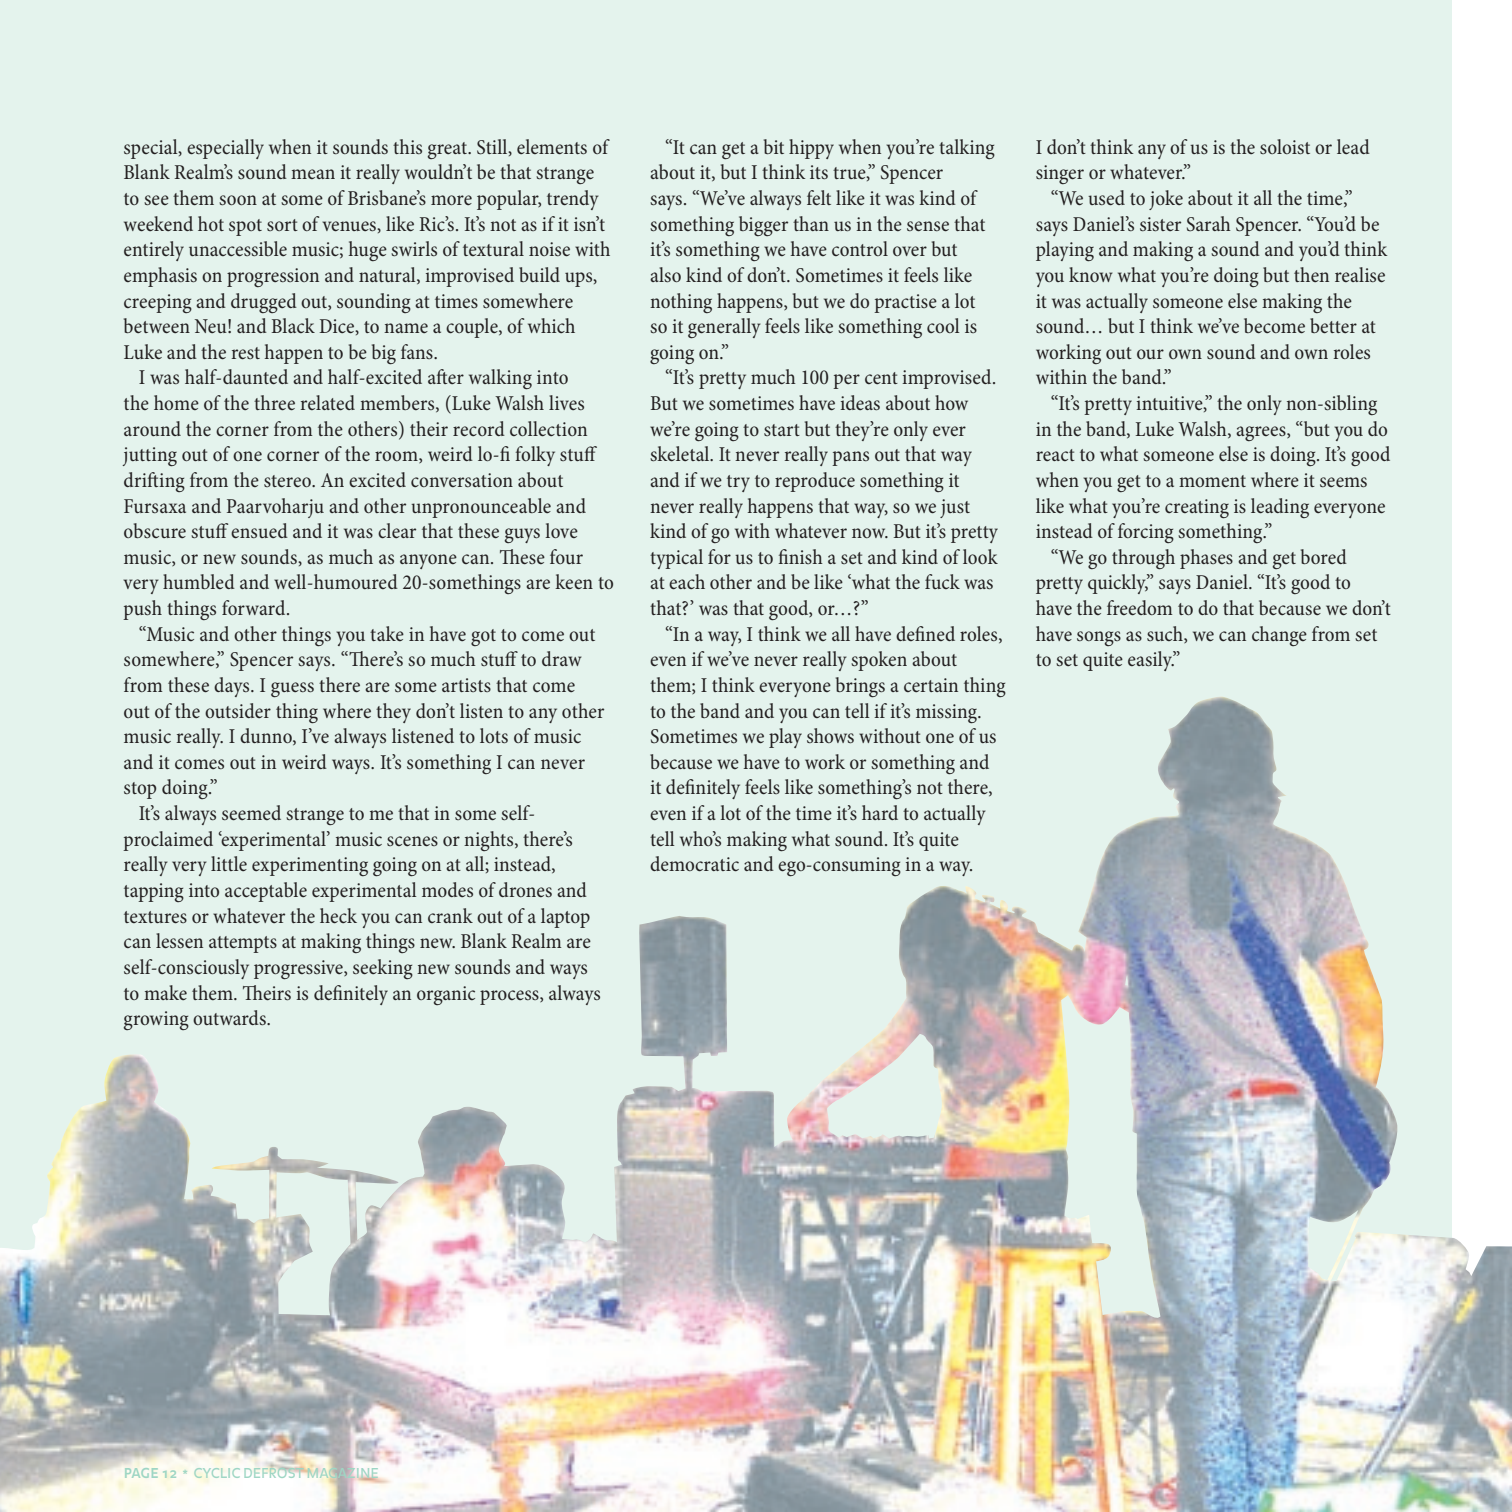 special, especially when it sounds this great. Still, elements of
Blank Realm’s sound mean it really wouldn’t be that strange
to see them soon at some of Brisbane’s more popular, trendy
weekend hot spot sort of venues, like Ric’s. It’s not as if it isn’t
entirely unaccessible music; huge swirls of textural noise with
emphasis on progression and natural, improvised build ups,
creeping and drugged out, sounding at times somewhere
between Neu! and Black Dice, to name a couple, of which
Luke and the rest happen to be big fans.
I was half-daunted and half-excited after walking into
the home of the three related members, (Luke Walsh lives
around the corner from the others) their record collection
jutting out of one corner of the room, weird lo-fi folky stuff
drifting from the stereo. An excited conversation about
Fursaxa and Paarvoharju and other unpronounceable and
obscure stuff ensued and it was clear that these guys love
music, or new sounds, as much as anyone can. These four
very humbled and well-humoured 20-somethings are keen to
push things forward.
“Music and other things you take in have got to come out
somewhere,” Spencer says. “There’s so much stuff to draw
from these days. I guess there are some artists that come
out of the outsider thing where they don’t listen to any other
music really. I dunno, I’ve always listened to lots of music
and it comes out in weird ways. It’s something I can never
stop doing.”
It’s always seemed strange to me that in some self-
proclaimed ‘experimental’ music scenes or nights, there’s
really very little experimenting going on at all; instead,
tapping into acceptable experimental modes of drones and
textures or whatever the heck you can crank out of a laptop
can lessen attempts at making things new. Blank Realm are
self-consciously progressive, seeking new sounds and ways
to make them. Theirs is definitely an organic process, always
growing outwards.
“It can get a bit hippy when you’re talking
about it, but I think its true,” Spencer
says. “We’ve always felt like it was kind of
something bigger than us in the sense that
it’s something we have control over but
also kind of don’t. Sometimes it feels like
nothing happens, but we do practise a lot
so it generally feels like something cool is
going on.”
“It’s pretty much 100 per cent improvised.
But we sometimes have ideas about how
we’re going to start but they’re only ever
skeletal. It never really pans out that way
and if we try to reproduce something it
never really happens that way, so we just
kind of go with whatever now. But it’s pretty
typical for us to finish a set and kind of look
at each other and be like ‘what the fuck was
that?’ was that good, or…?”
“In a way, I think we all have defined roles,
even if we’ve never really spoken about
them; I think everyone brings a certain thing
to the band and you can tell if it’s missing.
Sometimes we play shows without one of us
because we have to work or something and
it definitely feels like something’s not there,
even if a lot of the time it’s hard to actually
tell who’s making what sound. It’s quite
democratic and ego-consuming in a way.
I don’t think any of us is the soloist or lead
singer or whatever.”
“We used to joke about it all the time,”
says Daniel’s sister Sarah Spencer. “You’d be
playing and making a sound and you’d think
you know what you’re doing but then realise
it was actually someone else making the
sound… but I think we’ve become better at
working out our own sound and own roles
within the band.”
“It’s pretty intuitive,” the only non-sibling
in the band, Luke Walsh, agrees, “but you do
react to what someone else is doing. It’s good
when you get to a moment where it seems
like what you’re creating is leading everyone
instead of forcing something.”
“We go through phases and get bored
pretty quickly,” says Daniel. “It’s good to
have the freedom to do that because we don’t
have songs as such, we can change from set
to set quite easily.”
HOWL
PAGE 12 * CYCLIC DEFROST MAGAZINE